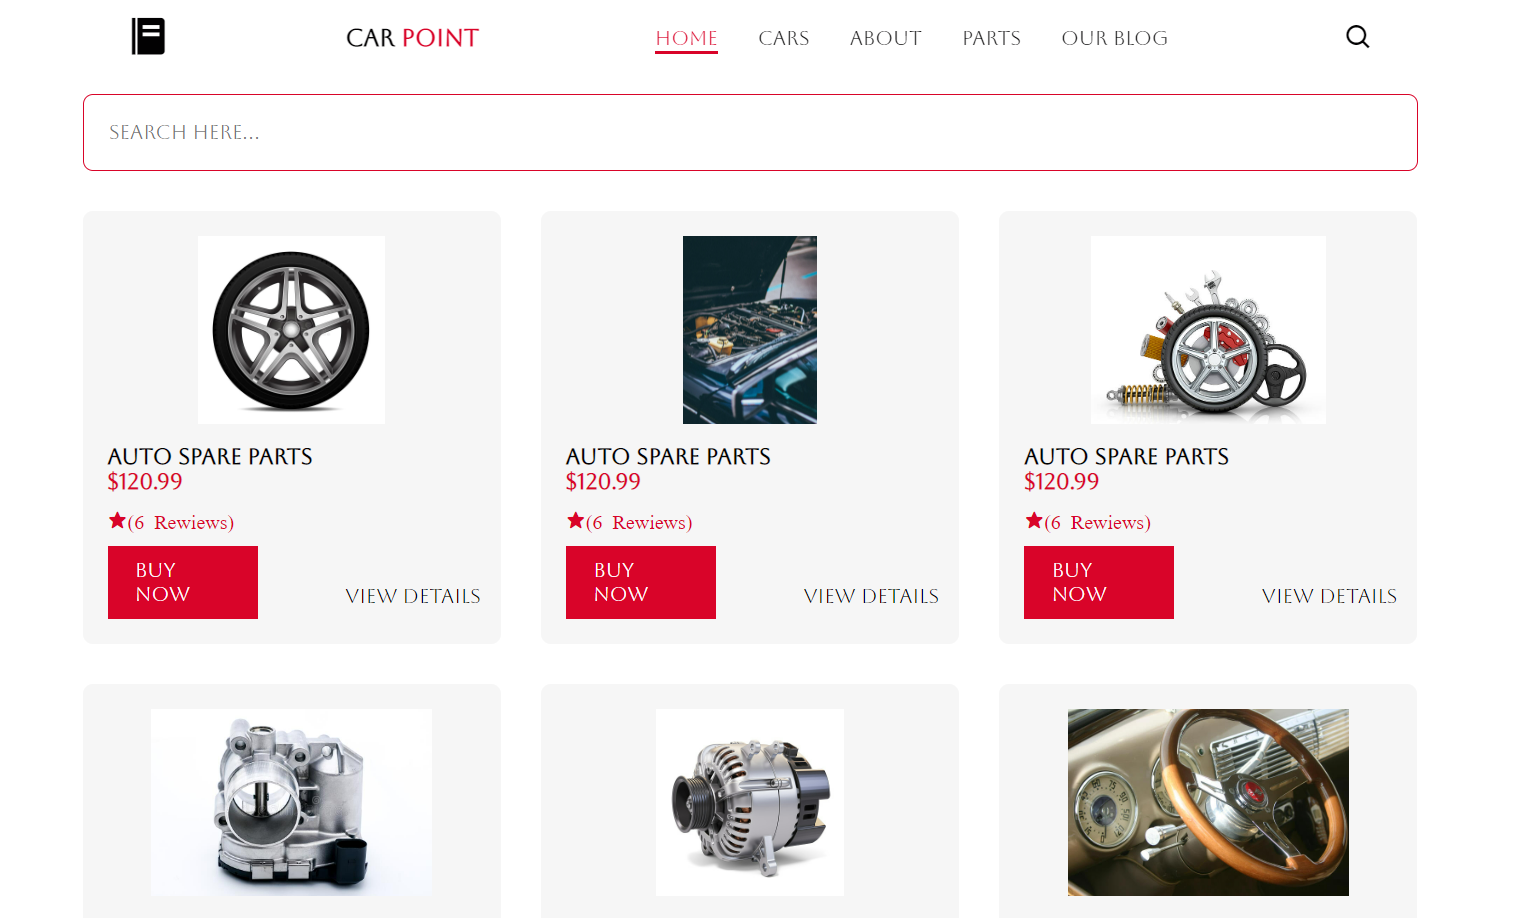 CAR POINT
HOME CARS ABOUT PARTS OUR BLOG
SEARCH HERE...
AUTO SPARE PARTS
$120.99
(6 Rewiews)
BUY
NOW
VIEW DETAILS
AUTO SPARE PARTS
$120.99
(6 Rewiews)
BUY
NOW
VIEW DETAILS
AUTO SPARE PARTS
$120.99
(6 Rewiews)
BUY
NOW
VIEW DETAILS